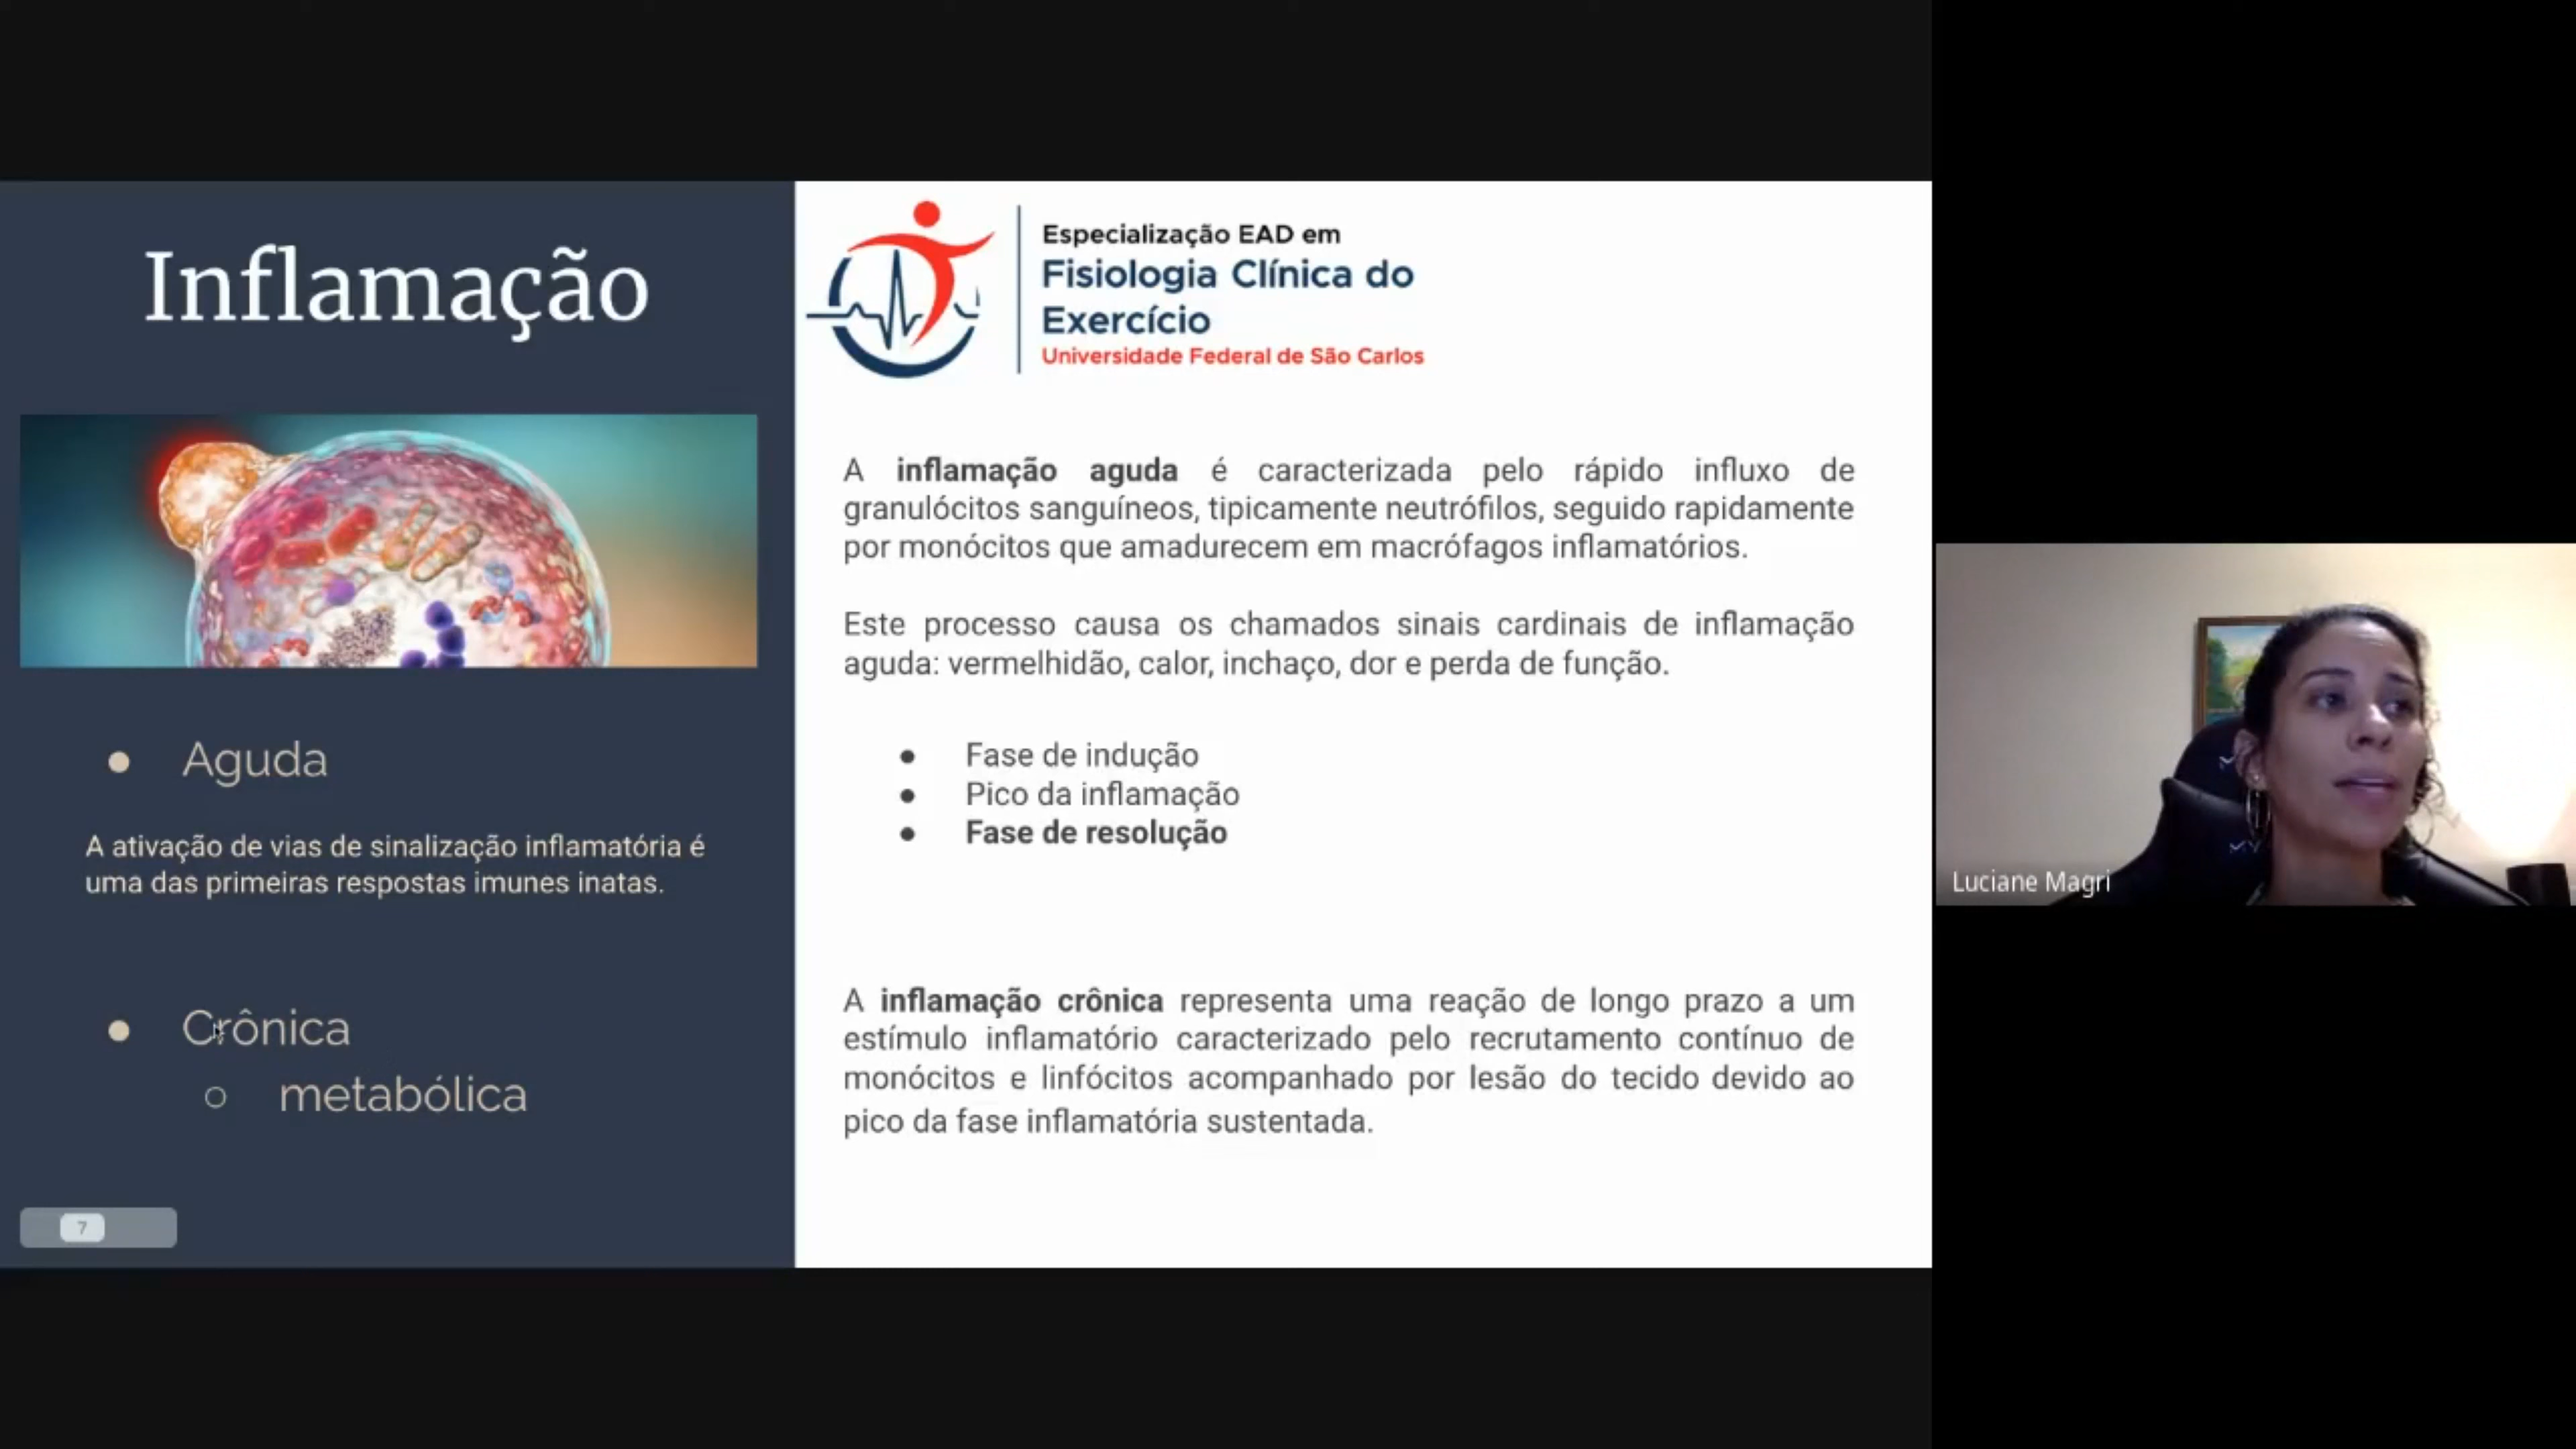 Inflamação
Aguda
A ativação de vias de sinalização inflamatória é
uma das primeiras respostas imunes inatas.
Crônica
metabólica
7
Especialização EAD em
Fisiologia Clínica do
Exercício
Universidade Federal de São Carlos
A inflamação aguda é caracterizada pelo rápido influxo de
granulócitos sanguíneos, tipicamente neutrófilos, seguido rapidamente
por monócitos que amadurecem em macrófagos inflamatórios.
Este processo causa os chamados sinais cardinais de inflamação
aguda: vermelhidão, calor, inchaço, dor e perda de função.
Fase de indução
Pico da inflamação
Fase de resolução
A inflamação crônica representa uma reação de longo prazo a um
estímulo inflamatório caracterizado pelo recrutamento contínuo de
monócitos e linfócitos acompanhado por lesão do tecido devido ao
pico da fase inflamatória sustentada.
Luciane Magri